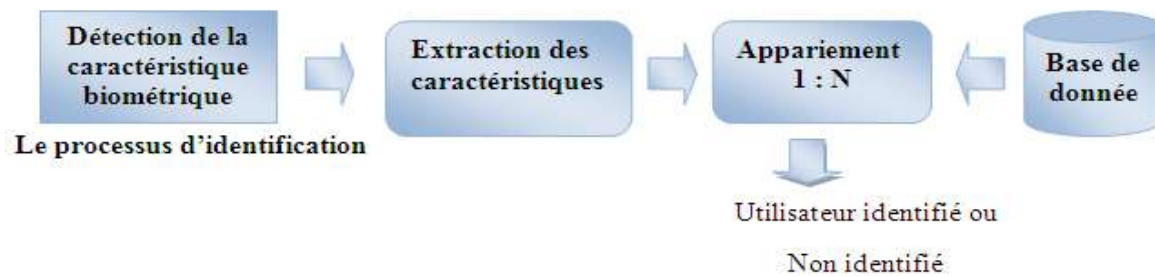 Détection de la
caractéristique
biométrique
Extraction des
caractéristiques
Appariement
1 : N
Base de
donnée
Le processus d’identification
Utilisateur identifié ou
Non identifié